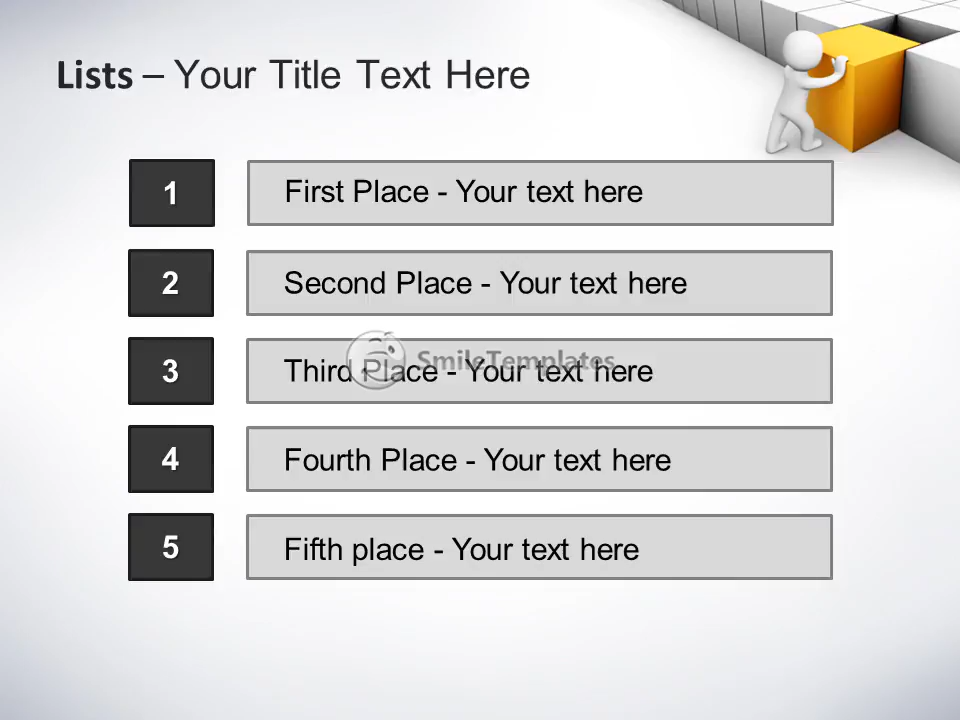 Lists – Your Title Text Here
1
First Place - Your text here
2
Second Place - Your text here
SmileTemplates
3
Third Place - Your text here
4
Fourth Place - Your text here
5
Fifth place - Your text here